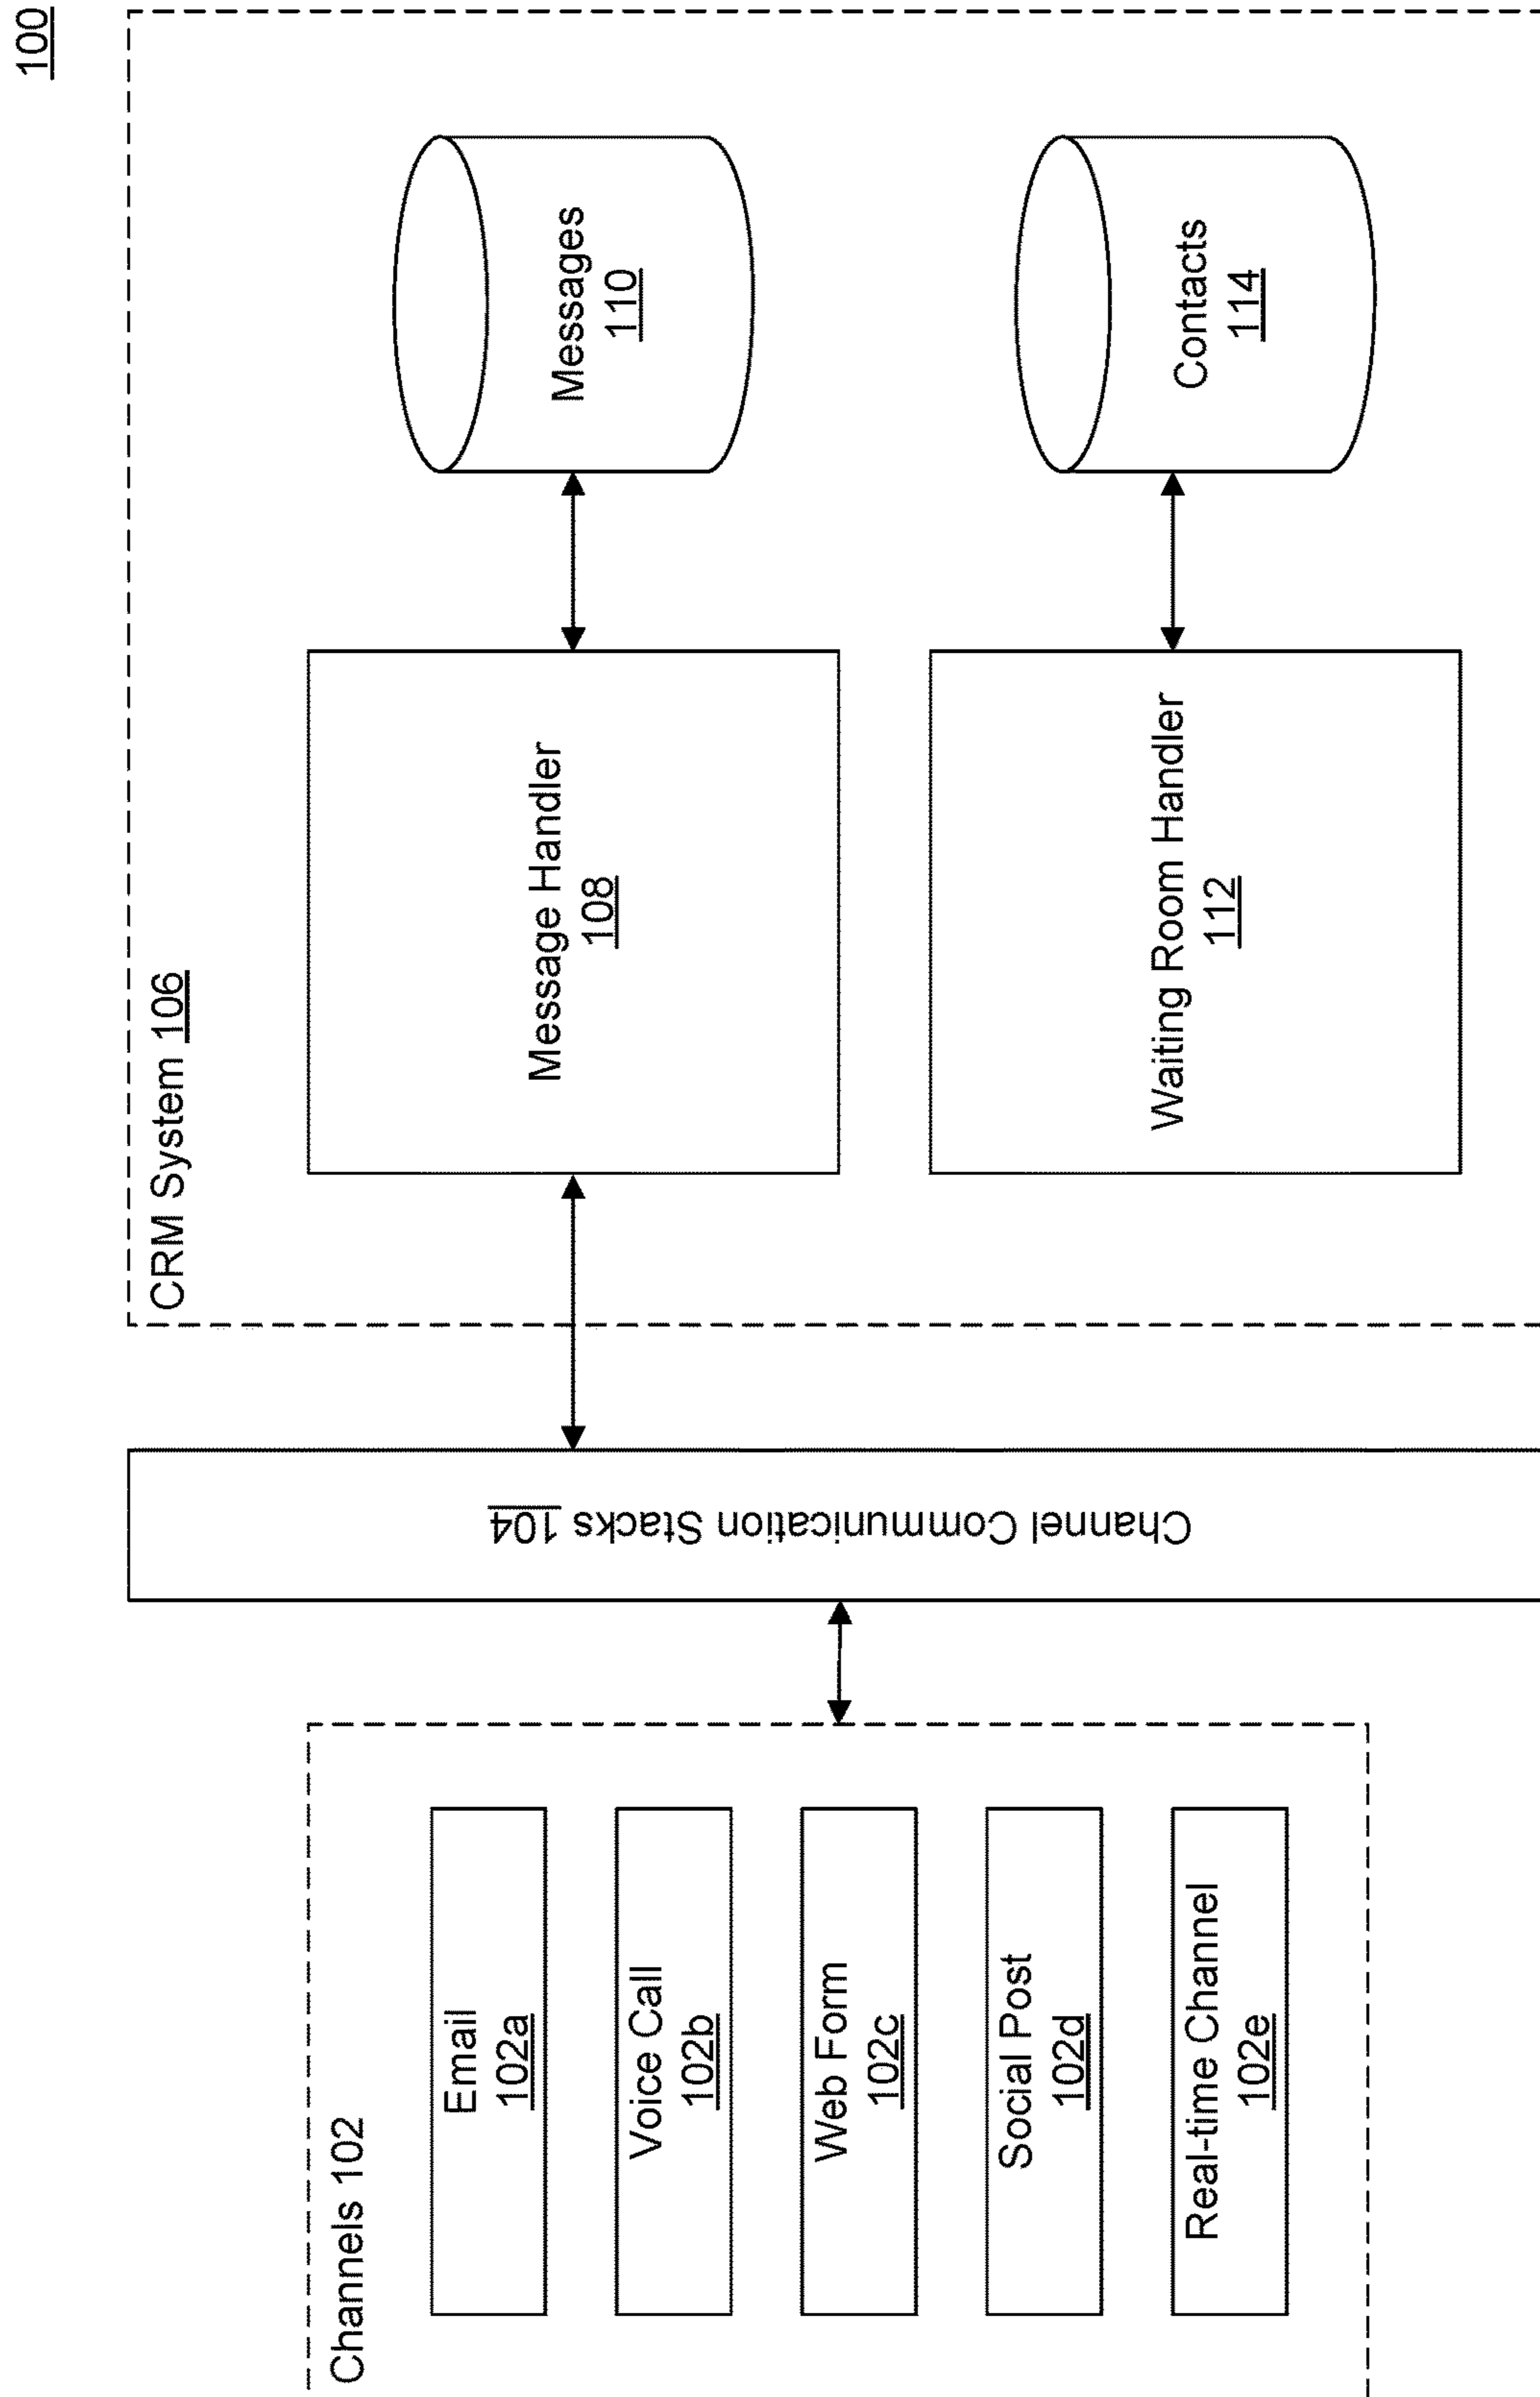 100
Channels 102
Email
102a
Voice Call
102b
Web Form
102c
Social Post
102d
Real-time Channel
102e
Channel Communication Stacks 104
CRM System 106
Message Handler
108
Messages
110
Waiting Room Handler
112
Contacts
114